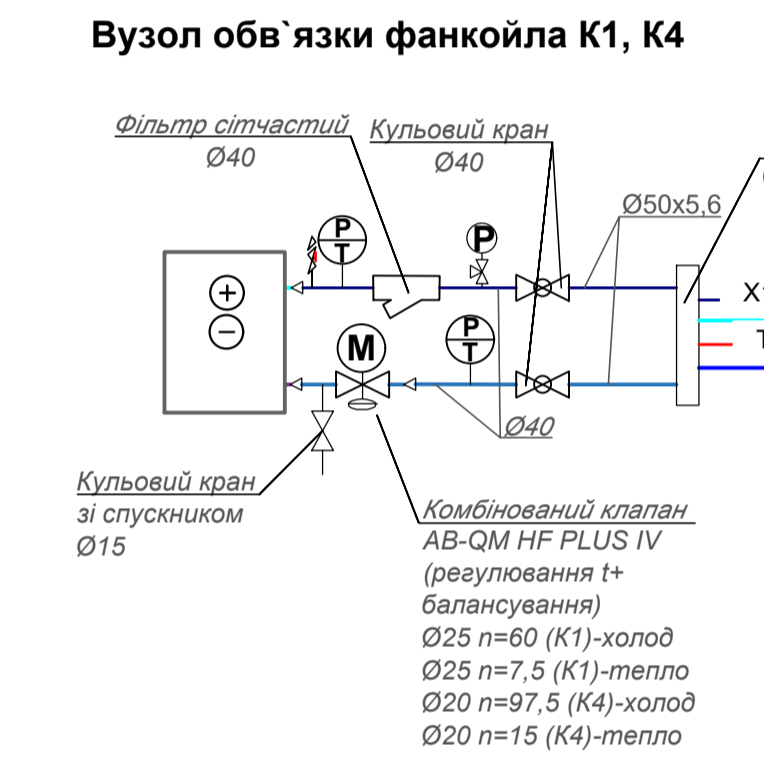 Вузол обв`язки фанкойла К1, К4
Фільтр сітчастий
Ø40
Кульовий кран
Ø40
Ø50x5,6
P
T
P
M
P
T
Ø40
Кульовий кран
зі спускником
Ø15
Комбінований клапан
AB-QM HF PLUS IV
(регулювання t+
балансування)
Ø25 n=60 (К1)-холод
Ø25 n=7,5 (К1)-тепло
Ø20 n=97,5 (К4)-холод
Ø20 n=15 (К4)-тепло